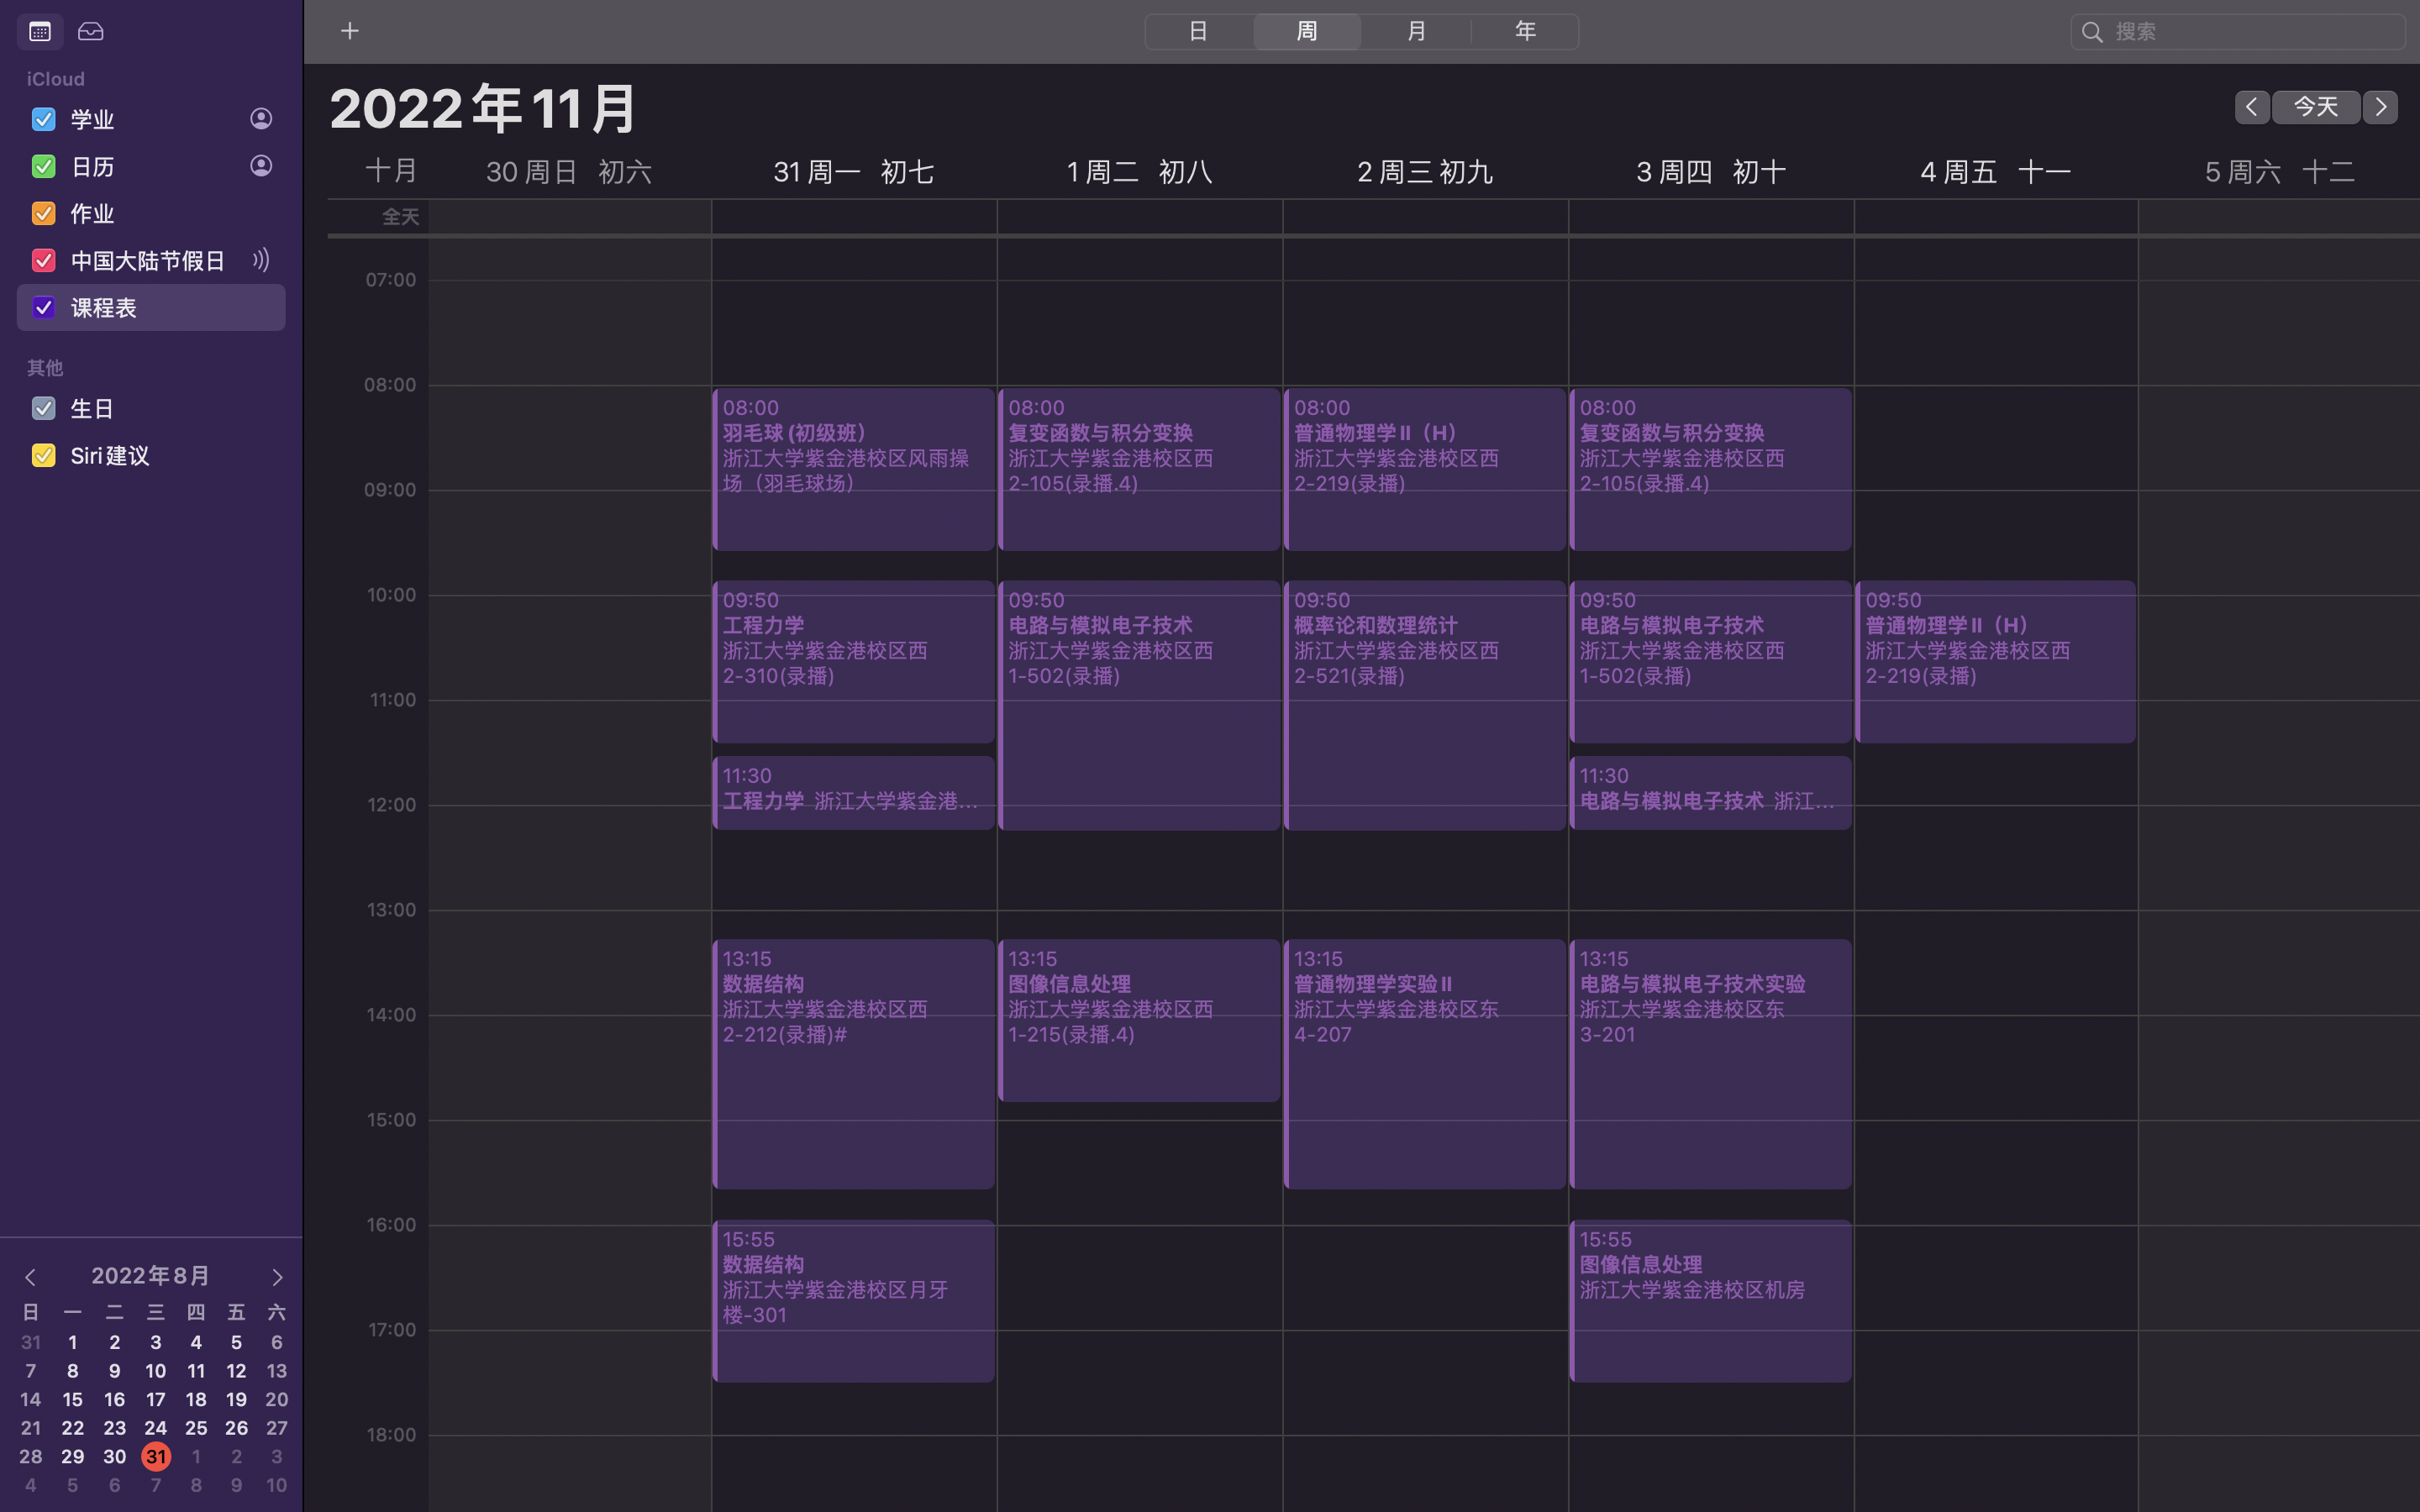 iCloud
学业
日历
作业
中国大陆节假日
课程表
其他
生日
Siri建议
2022年8月
日 一 二 三 四 五 六
31 1 2 3 4 5 6
7 8 9 10 11 12 13
14 15 16 17 18 19 20
21 22 23 24 25 26 27
28 29 30 31 1 2 3
4 5 6 7 8 9 10
日 周 月 年
搜索
2022年11月
今天
十月 30周日 初六 31周一 初七 1周二 初八 2周三 初九 3周四 初十 4周五 十一 5周六 十二
全天
07:00
08:00
09:00
10:00
11:00
12:00
13:00
14:00
15:00
16:00
17:00
18:00
08:00
羽毛球(初级班)
浙江大学紫金港校区风雨操
场（羽毛球场）
09:50
工程力学
浙江大学紫金港校区西
2-310(录播)
11:30
工程力学 浙江大学紫金港…
13:15
数据结构
浙江大学紫金港校区西
2-212(录播)#
15:55
数据结构
浙江大学紫金港校区月牙
楼-301
08:00
复变函数与积分变换
浙江大学紫金港校区西
2-105(录播.4)
09:50
电路与模拟电子技术
浙江大学紫金港校区西
1-502(录播)
13:15
图像信息处理
浙江大学紫金港校区西
1-215(录播.4)
08:00
普通物理学Ⅱ（H）
浙江大学紫金港校区西
2-219(录播)
09:50
概率论和数理统计
浙江大学紫金港校区西
2-521(录播)
13:15
普通物理学实验Ⅱ
浙江大学紫金港校区东
4-207
08:00
复变函数与积分变换
浙江大学紫金港校区西
2-105(录播.4)
09:50
电路与模拟电子技术
浙江大学紫金港校区西
1-502(录播)
11:30
电路与模拟电子技术 浙江…
13:15
电路与模拟电子技术实验
浙江大学紫金港校区东
3-201
15:55
图像信息处理
浙江大学紫金港校区机房
09:50
普通物理学Ⅱ（H）
浙江大学紫金港校区西
2-219(录播)